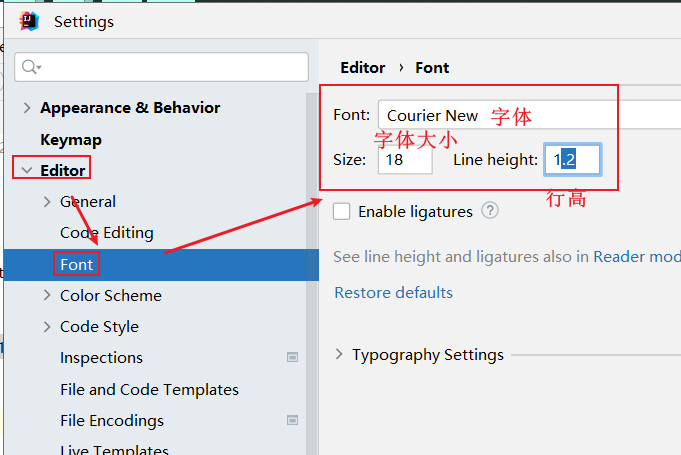 Settings
Appearance & Behavior
Keymap
Editor
General
Code Editing
Font
Color Scheme
Code Style
Inspections
File and Code Templates
File Encodings
Live Templates
Editor › Font
Font: Courier New 字体
字体大小
Size: 18 Line height: 1.2
行高
Enable ligatures ?
See line height and ligatures also in Reader mod
Restore defaults
Typography Settings